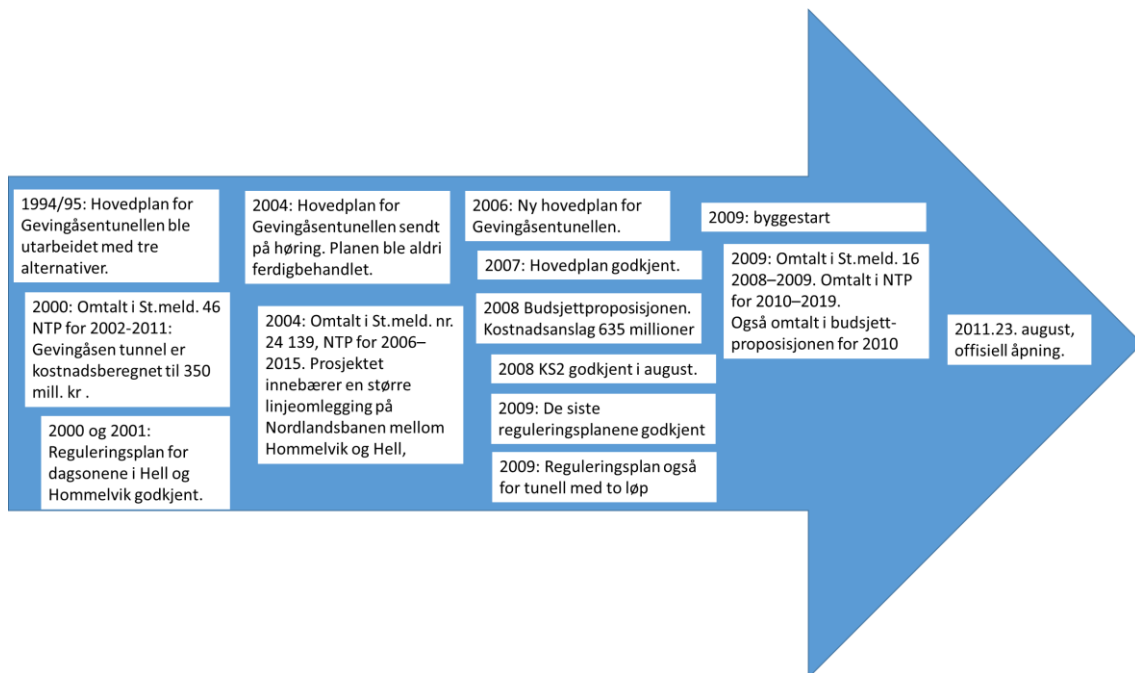 1994/95: Hovedplan for
Gevingåsentunellen ble
utarbeidet med tre
alternativer.
2000: Omtalt i St.meld. 46
NTP for 2002-2011:
Gevingåsen tunnel er
kostnadsberegnet til 350
mill. kr .
2000 og 2001:
Reguleringsplan for
dagsonene i Hell og
Hommelvik godkjent.
2004: Hovedplan for
Gevingåsentunellen sendt
på høring. Planen ble aldri
ferdigbehandlet.
2004: Omtalt i St.meld. nr.
24 139, NTP for 2006–
2015. Prosjektet
innebærer en større
linjeomlegging på
Nordlandsbanen mellom
Hommelvik og Hell,
2006: Ny hovedplan for
Gevingåsentunellen.
2007: Hovedplan godkjent.
2008 Budsjettproposisjonen.
Kostnadsanslag 635 millioner
2008 KS2 godkjent i august.
2009: De siste
reguleringsplanene godkjent
2009: Reguleringsplan også
for tunell med to løp
2009: byggestart
2009: Omtalt i St.meld. 16
2008–2009. Omtalt i NTP
for 2010–2019.
Også omtalt i budsjett-
proposisjonen for 2010
2011.23. august,
offisiell åpning.